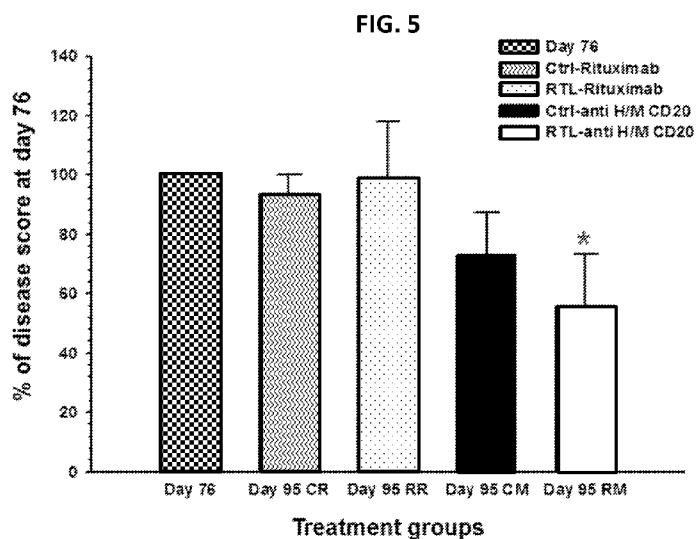 FIG. 5
Day 76
Ctrl-Rituximab
RTL-Rituximab
Ctrl-anti H/M CD20
RTL-anti H/M CD20
% of disease score at day 76
140
120
100
80
60
40
20
0
*
Day 76
Day 95 CR
Day 95 RR
Day 95 CM
Day 95 RM
Treatment groups